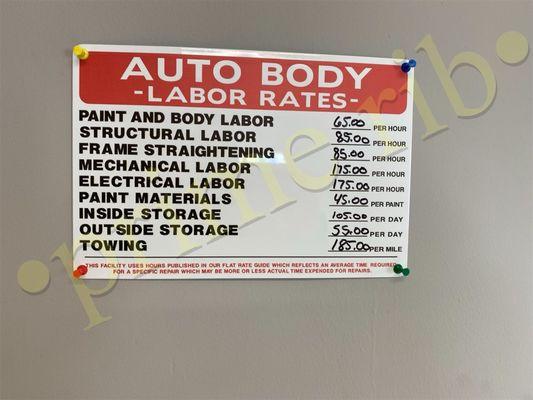 AUTO BODY
-LABOR RATES-
PAINT AND BODY LABOR 65.00 PER HOUR
STRUCTURAL LABOR 85.00 PER HOUR
FRAME STRAIGHTENING 85.00 PER HOUR
MECHANICAL LABOR 175.00 PER HOUR
ELECTRICAL LABOR 175.00 PER HOUR
PAINT MATERIALS 45.00 PER PAINT
INSIDE STORAGE 105.00 PER DAY
OUTSIDE STORAGE 55.00 PER DAY
TOWING 185.00 PER MILE
THIS FACILITY USES HOURS PUBLISHED IN OUR FLAT RATE GUIDE WHICH REFLECTS AN AVERAGE TIME REQUIRED
FOR A SPECIFIC REPAIR WHICH MAY BE MORE OR LESS ACTUAL TIME EXPENDED FOR REPAIRS.
•prime rib•